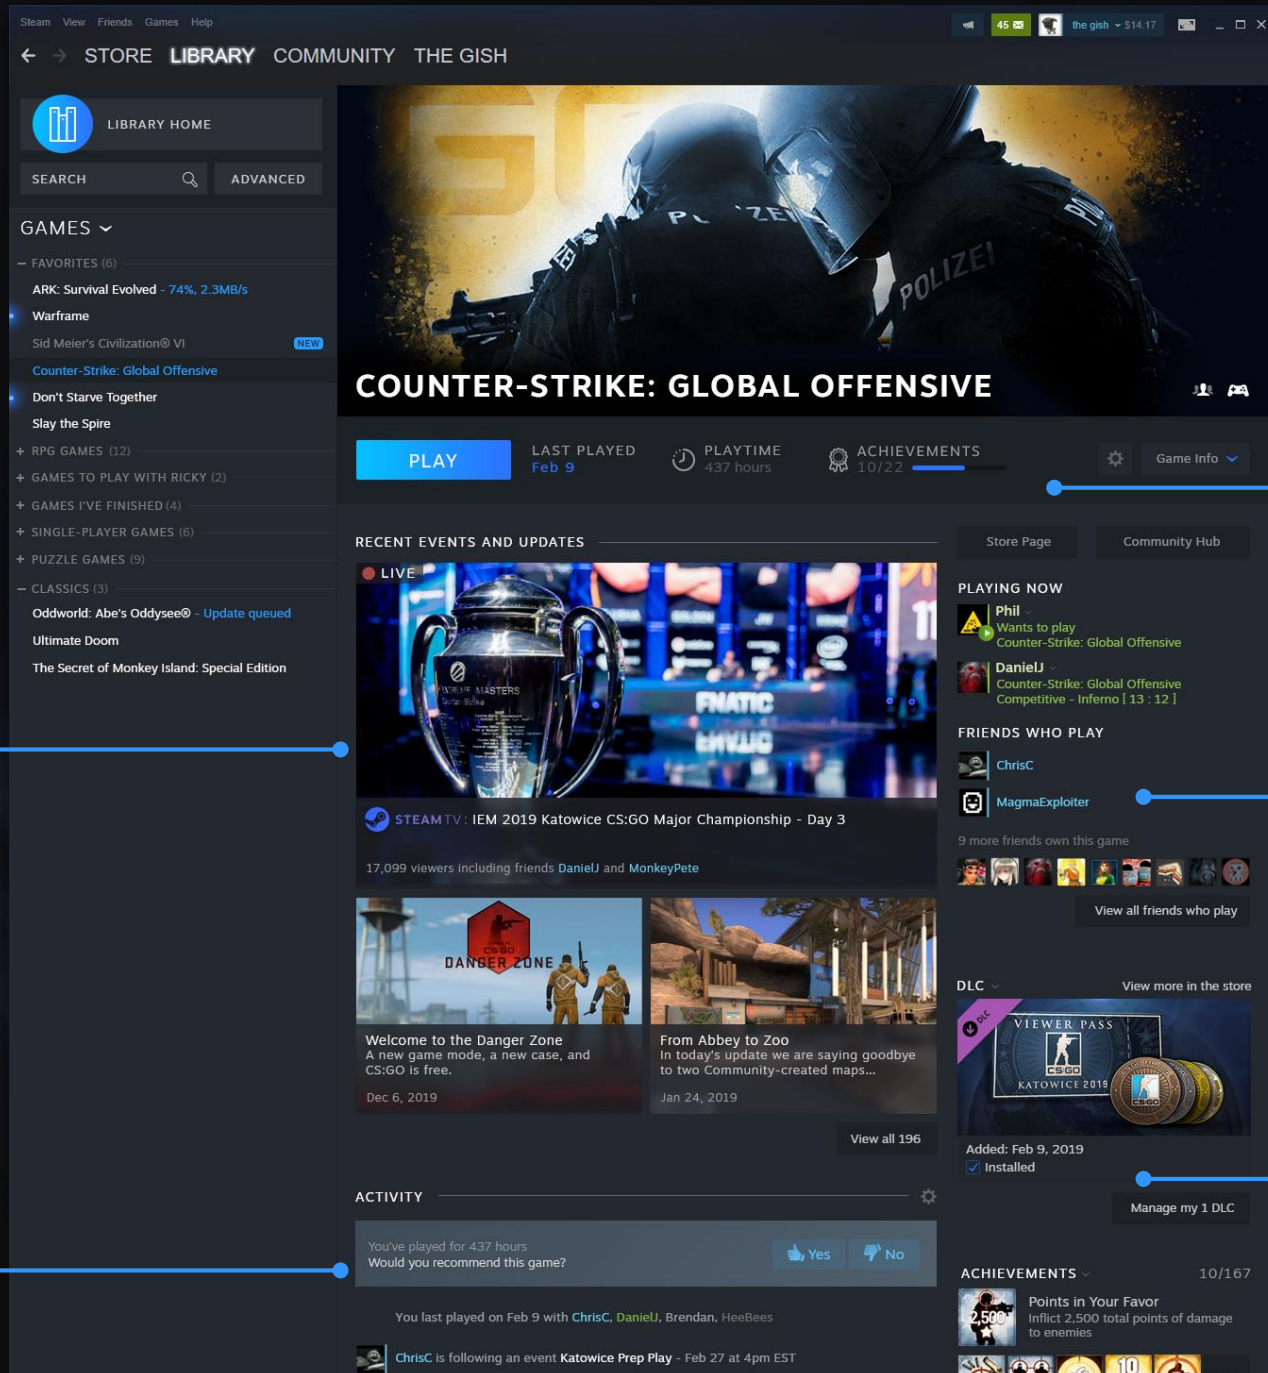 Steam View Friends Games Help
45
the gish $14.17
STORE LIBRARY COMMUNITY THE GISH
LIBRARY HOME
SEARCH
ADVANCED
GAMES
– FAVORITES (6)
ARK: Survival Evolved - 74%, 2.3MB/s
Warframe
Sid Meier's Civilization® VI NEW
Counter-Strike: Global Offensive
Don't Starve Together
Slay the Spire
+ RPG GAMES (12)
+ GAMES TO PLAY WITH RICKY (2)
+ GAMES I'VE FINISHED (4)
+ SINGLE-PLAYER GAMES (6)
+ PUZZLE GAMES (9)
– CLASSICS (3)
Oddworld: Abe's Oddysee® - Update queued
Ultimate Doom
The Secret of Monkey Island: Special Edition
POLIZEI
COUNTER-STRIKE: GLOBAL OFFENSIVE
PLAY
LAST PLAYED
Feb 9
PLAYTIME
437 hours
ACHIEVEMENTS
10/22
Game Info
RECENT EVENTS AND UPDATES
LIVE
MASTERS
FNATIC
STEAMTV: IEM 2019 Katowice CS:GO Major Championship - Day 3
17,099 viewers including friends DanielJ and MonkeyPete
CS:GO
DANGER ZONE
Welcome to the Danger Zone
A new game mode, a new case, and
CS:GO is free.
Dec 6, 2019
From Abbey to Zoo
In today's update we are saying goodbye
to two Community-created maps...
Jan 24, 2019
View all 196
ACTIVITY
You've played for 437 hours
Would you recommend this game?
Yes
No
You last played on Feb 9 with ChrisC, DanielJ, Brendan, HeeBees
ChrisC is following an event Katowice Prep Play - Feb 27 at 4pm EST
Store Page
Community Hub
PLAYING NOW
Phil
Wants to play
Counter-Strike: Global Offensive
DanielJ
Counter-Strike: Global Offensive
Competitive - Inferno [ 13 : 12 ]
FRIENDS WHO PLAY
ChrisC
MagmaExploiter
9 more friends own this game
View all friends who play
DLC
View more in the store
DLC
VIEWER PASS
CS:GO
KATOWICE 2019
CS:GO
Added: Feb 9, 2019
Installed
Manage my 1 DLC
ACHIEVEMENTS 10/167
2,500
Points in Your Favor
Inflict 2,500 total points of damage
to enemies
10